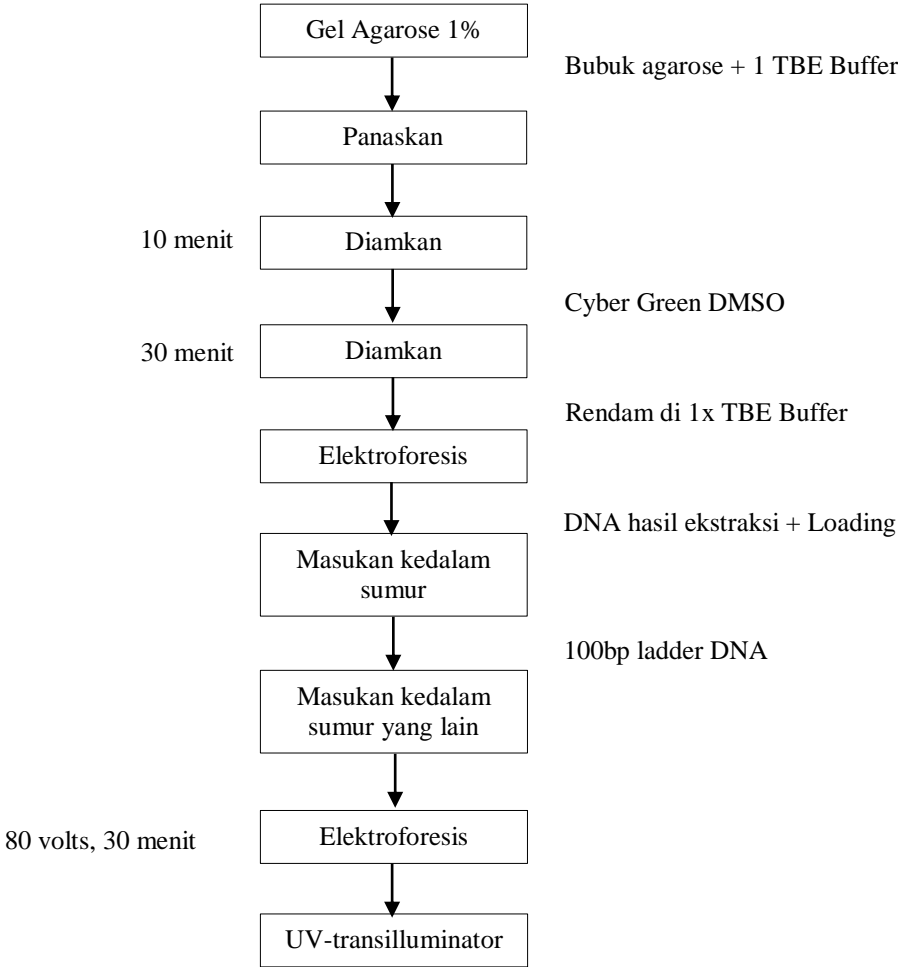 Gel Agarose 1%
Bubuk agarose + 1 TBE Buffer
Panaskan
10 menit
Diamkan
Cyber Green DMSO
30 menit
Diamkan
Rendam di 1x TBE Buffer
Elektroforesis
DNA hasil ekstraksi + Loading
Masukan kedalam
sumur
100bp ladder DNA
Masukan kedalam
sumur yang lain
80 volts, 30 menit
Elektroforesis
UV-transilluminator